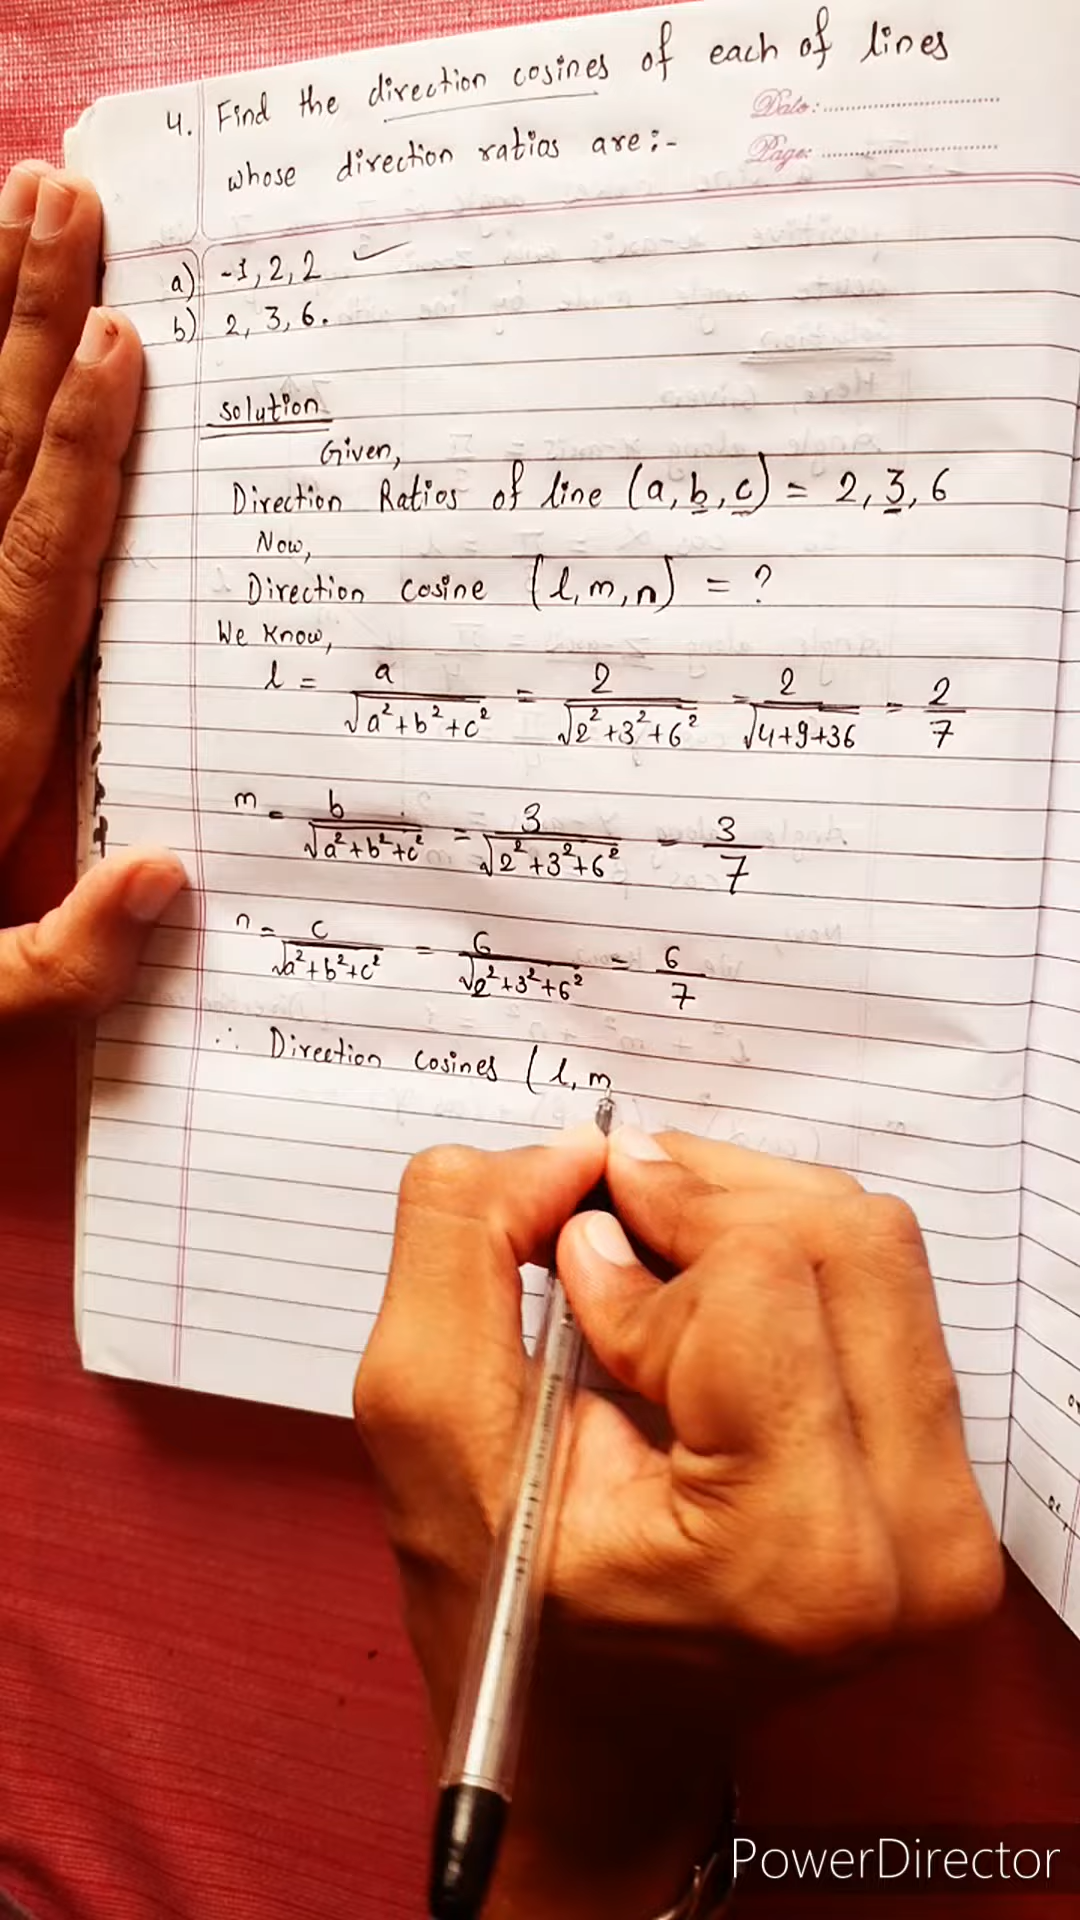 4. Find the direction cosines of each of lines
Date:
whose direction ratios are:-
Page:
a) -1, 2, 2 ✓
b) 2, 3, 6.
Solution
Given,
Direction Ratios of line (a, b, c) = 2, 3, 6
Now,
Direction cosine (l, m, n) = ?
We know,
l = a/√(a²+b²+c²) = 2/√(2²+3²+6²) = 2/√(4+9+36) = 2/7
m = b/√(a²+b²+c²) = 3/√(2²+3²+6²) = 3/7
n = c/√(a²+b²+c²) = 6/√(2²+3²+6²) = 6/7
∴ Direction cosines (l, m
PowerDirector